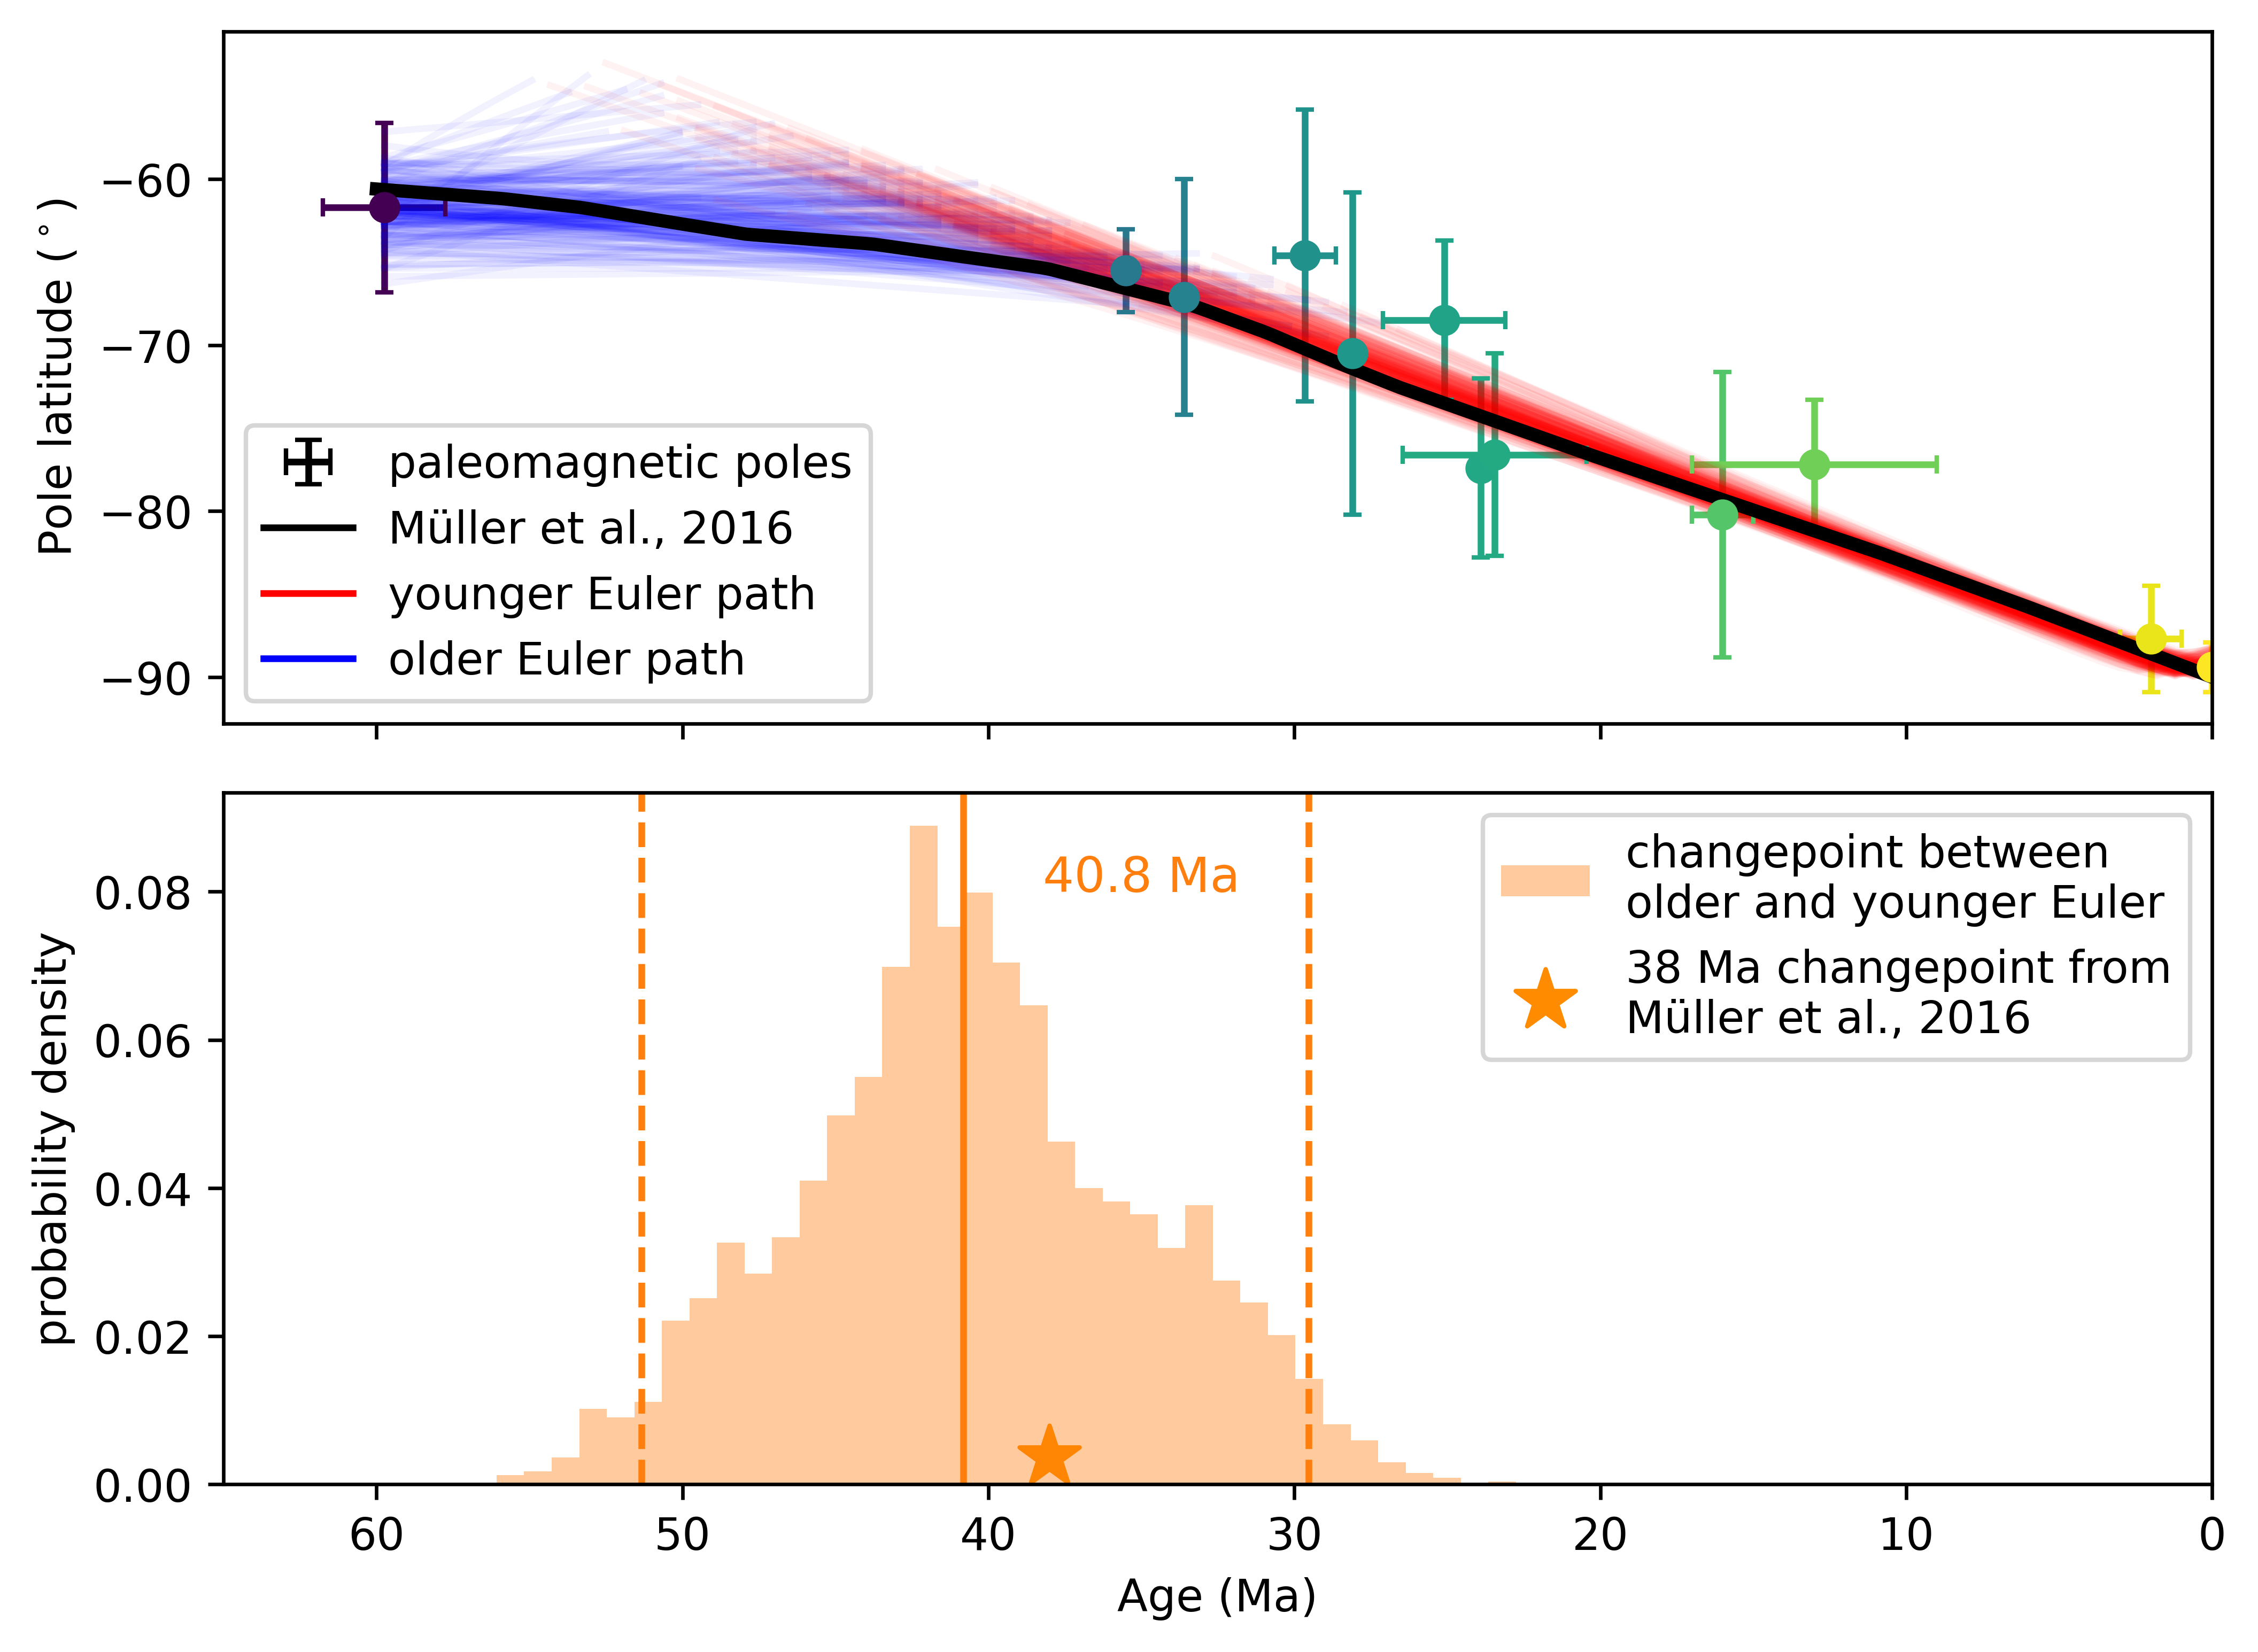 Pole latitude (°)
−60
−70
−80
−90
paleomagnetic poles
Müller et al., 2016
younger Euler path
older Euler path
probability density
0.08
0.06
0.04
0.02
0.00
40.8 Ma
changepoint between
older and younger Euler
38 Ma changepoint from
Müller et al., 2016
60 50 40 30 20 10 0
Age (Ma)